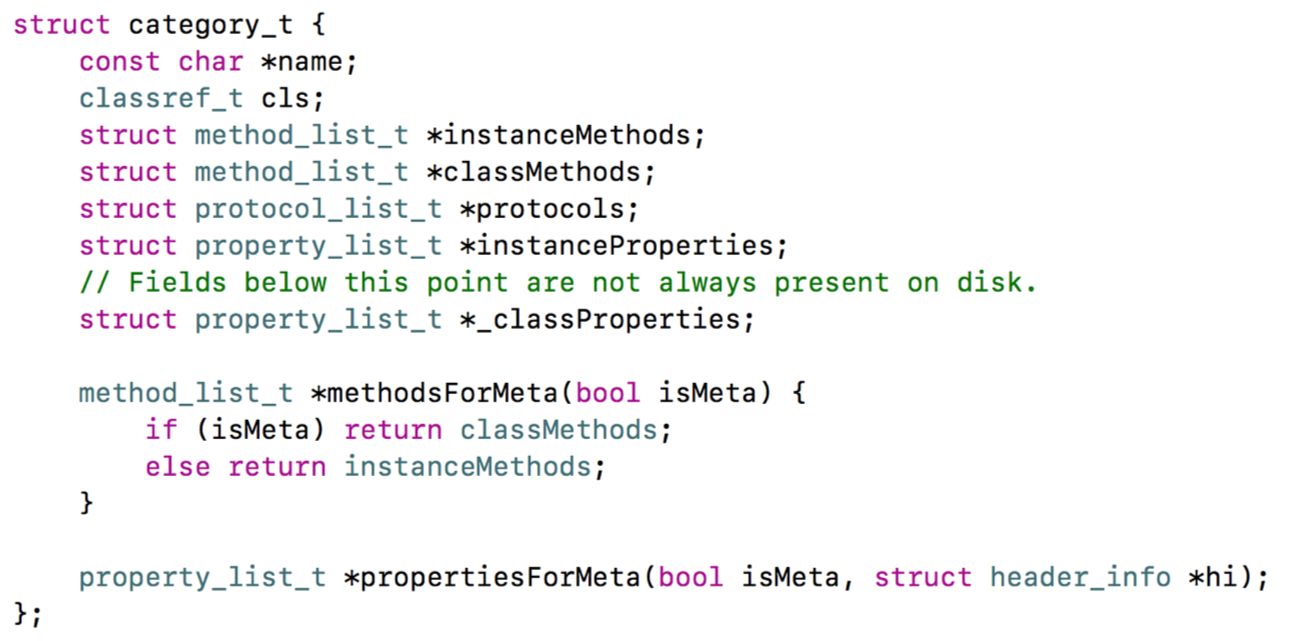 struct category_t {
    const char *name;
    classref_t cls;
    struct method_list_t *instanceMethods;
    struct method_list_t *classMethods;
    struct protocol_list_t *protocols;
    struct property_list_t *instanceProperties;
    // Fields below this point are not always present on disk.
    struct property_list_t *_classProperties;

    method_list_t *methodsForMeta(bool isMeta) {
        if (isMeta) return classMethods;
        else return instanceMethods;
    }

    property_list_t *propertiesForMeta(bool isMeta, struct header_info *hi);
};